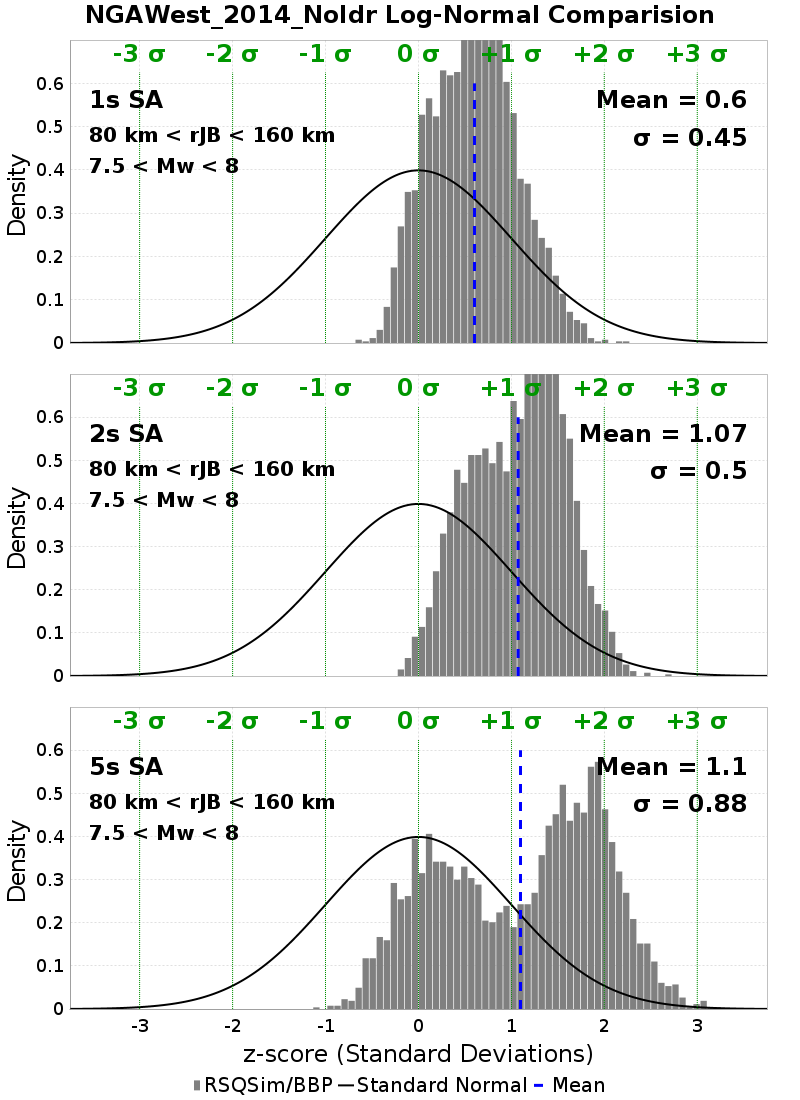 NGAWest_2014_NoIdr Log-Normal Comparision
-3 σ -2 σ -1 σ 0 σ +1 σ +2 σ +3 σ
1s SA
80 km < rJB < 160 km
7.5 < Mw < 8
Mean = 0.6
σ = 0.45
Density
0.6
0.5
0.4
0.3
0.2
0.1
0
-3 σ -2 σ -1 σ 0 σ +1 σ +2 σ +3 σ
2s SA
80 km < rJB < 160 km
7.5 < Mw < 8
Mean = 1.07
σ = 0.5
Density
0.6
0.5
0.4
0.3
0.2
0.1
0
-3 σ -2 σ -1 σ 0 σ +1 σ +2 σ +3 σ
5s SA
80 km < rJB < 160 km
7.5 < Mw < 8
Mean = 1.1
σ = 0.88
Density
0.6
0.5
0.4
0.3
0.2
0.1
0
-3 -2 -1 0 1 2 3
z-score (Standard Deviations)
RSQSim/BBP Standard Normal Mean